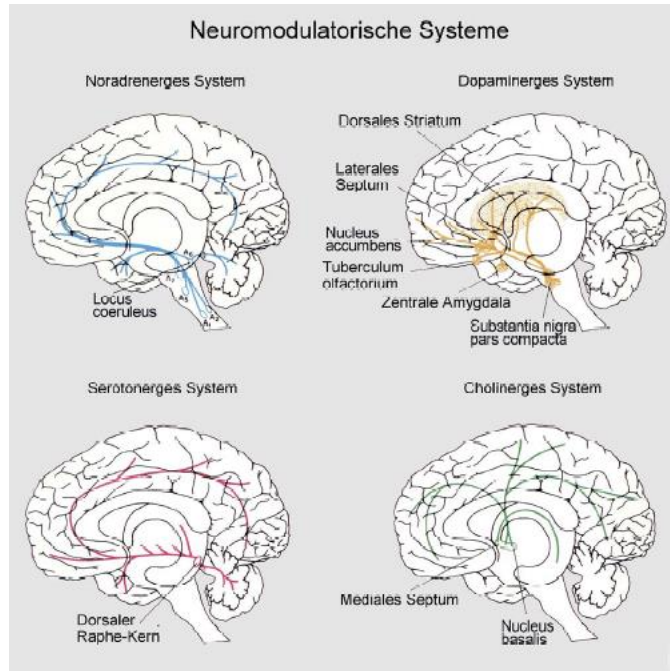 Neuromodulatorische Systeme
Noradrenerges System
Locus
coeruleus
Dopaminerges System
Dorsales Striatum
Laterales
Septum
Nucleus
accumbens
Tuberculum
olfactorium
Zentrale Amygdala
Substantia nigra
pars compacta
Serotonerges System
Dorsaler
Raphe-Kern
Cholinerges System
Mediales Septum
Nucleus
basalis